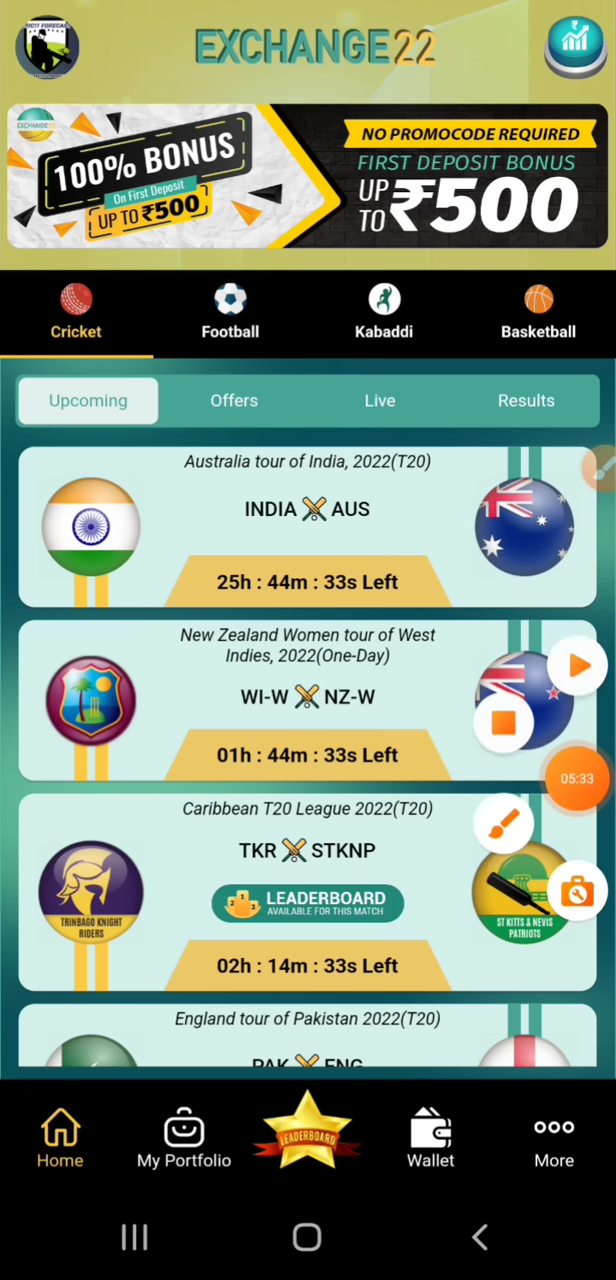 EXCHANGE22
100% BONUS
On First Deposit
UP TO ₹500
NO PROMOCODE REQUIRED
FIRST DEPOSIT BONUS
UP TO ₹500
Cricket Football Kabaddi Basketball
Upcoming Offers Live Results
Australia tour of India, 2022(T20)
INDIA AUS
25h : 44m : 33s Left
New Zealand Women tour of West
Indies, 2022(One-Day)
WI-W NZ-W
01h : 44m : 33s Left
05:33
Caribbean T20 League 2022(T20)
TKR STKNP
LEADERBOARD
AVAILABLE FOR THIS MATCH
TRINBAGO KNIGHT
RIDERS
ST KITTS & NEVIS
PATRIOTS
02h : 14m : 33s Left
England tour of Pakistan 2022(T20)
PAK ENG
LEADERBOARD
Home My Portfolio Wallet More